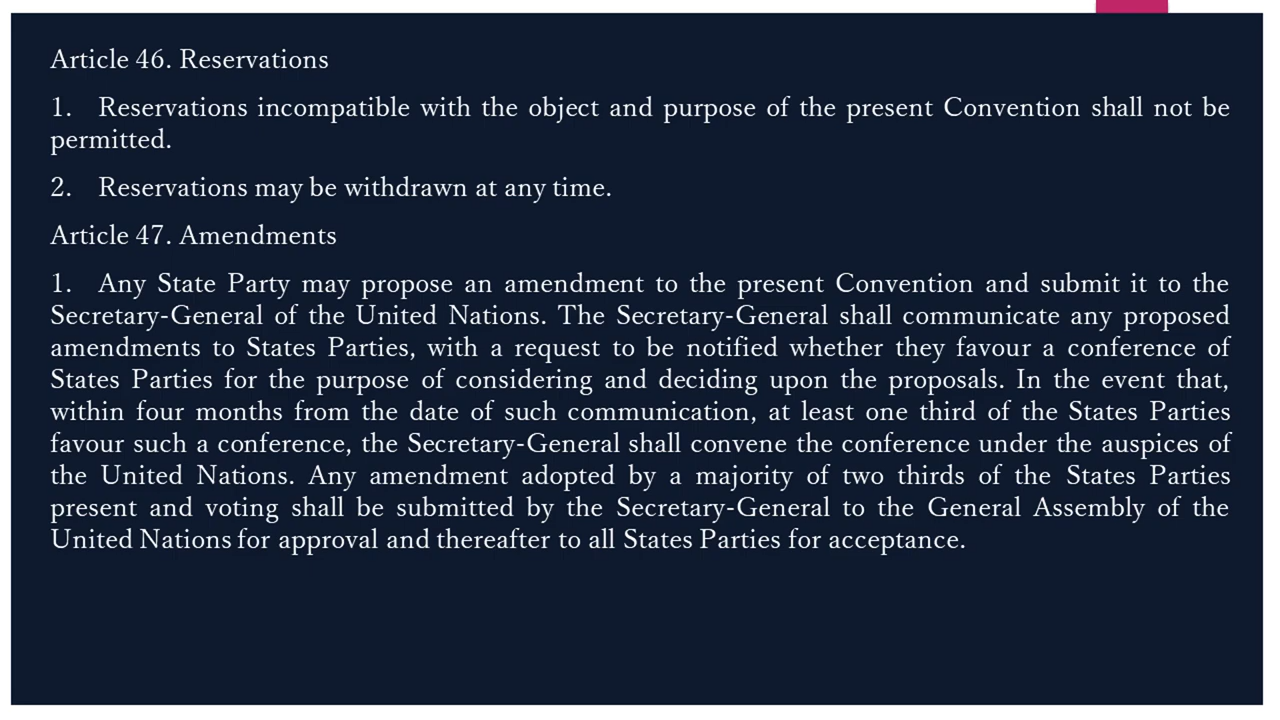 Article 46. Reservations
1. Reservations incompatible with the object and purpose of the present Convention shall not be
permitted.
2. Reservations may be withdrawn at any time.
Article 47. Amendments
1. Any State Party may propose an amendment to the present Convention and submit it to the
Secretary-General of the United Nations. The Secretary-General shall communicate any proposed
amendments to States Parties, with a request to be notified whether they favour a conference of
States Parties for the purpose of considering and deciding upon the proposals. In the event that,
within four months from the date of such communication, at least one third of the States Parties
favour such a conference, the Secretary-General shall convene the conference under the auspices of
the United Nations. Any amendment adopted by a majority of two thirds of the States Parties
present and voting shall be submitted by the Secretary-General to the General Assembly of the
United Nations for approval and thereafter to all States Parties for acceptance.